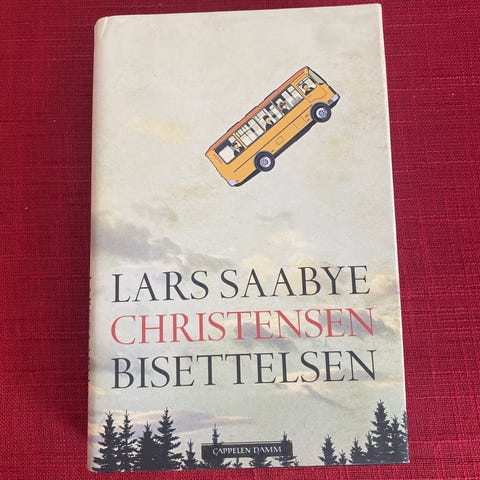 LARS SAABYE
CHRISTENSEN
BISETTELSEN
CAPPELEN DAMM